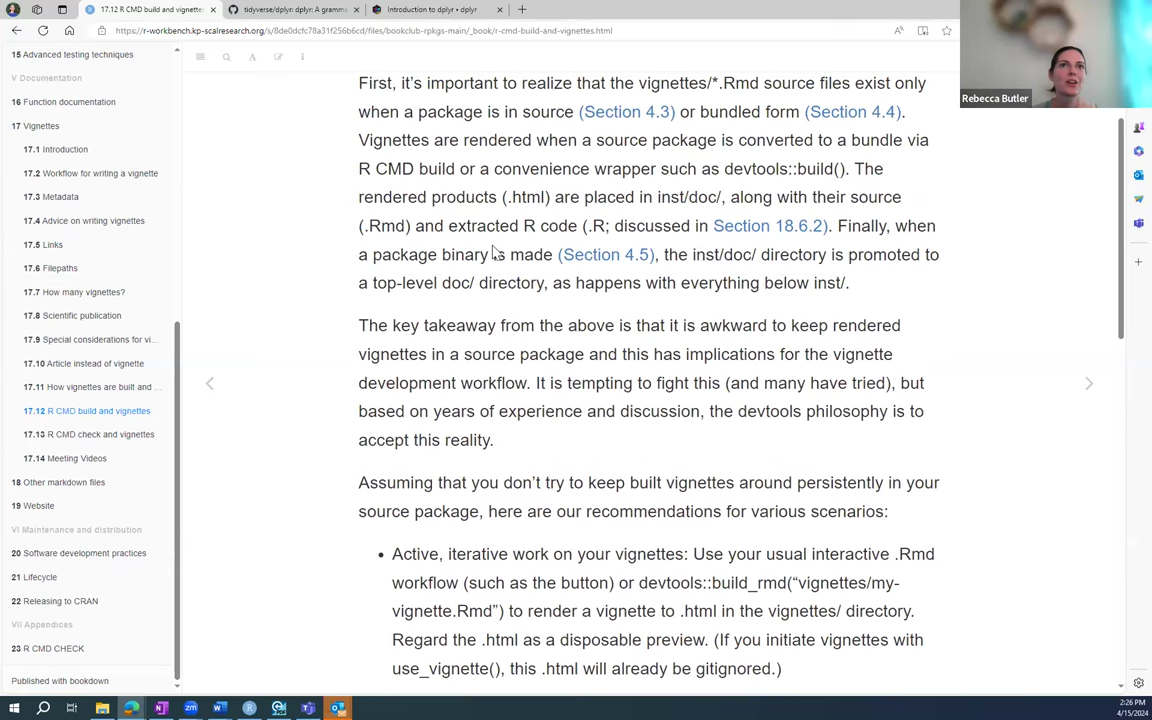 17.12 R CMD build and vignettes
tidyverse/dplyr: dplyr: A gramma
Introduction to dplyr
https://r-workbench.kp-scalresearch.org/s/8de0dcfc78a31f256b6cd/files/bookclub-rpkgs-main/_book/r-cmd-build-and-vignettes.html
Rebecca Butler
15 Advanced testing techniques
V Documentation
16 Function documentation
17 Vignettes
17.1 Introduction
17.2 Workflow for writing a vignette
17.3 Metadata
17.4 Advice on writing vignettes
17.5 Links
17.6 Filepaths
17.7 How many vignettes?
17.8 Scientific publication
17.9 Special considerations for vi...
17.10 Article instead of vignette
17.11 How vignettes are built and ...
17.12 R CMD build and vignettes
17.13 R CMD check and vignettes
17.14 Meeting Videos
18 Other markdown files
19 Website
VI Maintenance and distribution
20 Software development practices
21 Lifecycle
22 Releasing to CRAN
VII Appendices
23 R CMD CHECK
Published with bookdown
First, it's important to realize that the vignettes/*.Rmd source files exist only
when a package is in source (Section 4.3) or bundled form (Section 4.4).
Vignettes are rendered when a source package is converted to a bundle via
R CMD build or a convenience wrapper such as devtools::build(). The
rendered products (.html) are placed in inst/doc/, along with their source
(.Rmd) and extracted R code (.R; discussed in Section 18.6.2). Finally, when
a package binary is made (Section 4.5), the inst/doc/ directory is promoted to
a top-level doc/ directory, as happens with everything below inst/.
The key takeaway from the above is that it is awkward to keep rendered
vignettes in a source package and this has implications for the vignette
development workflow. It is tempting to fight this (and many have tried), but
based on years of experience and discussion, the devtools philosophy is to
accept this reality.
Assuming that you don't try to keep built vignettes around persistently in your
source package, here are our recommendations for various scenarios:
• Active, iterative work on your vignettes: Use your usual interactive .Rmd
workflow (such as the button) or devtools::build_rmd("vignettes/my-
vignette.Rmd") to render a vignette to .html in the vignettes/ directory.
Regard the .html as a disposable preview. (If you initiate vignettes with
use_vignette(), this .html will already be gitignored.)
2:26 PM
4/15/2024